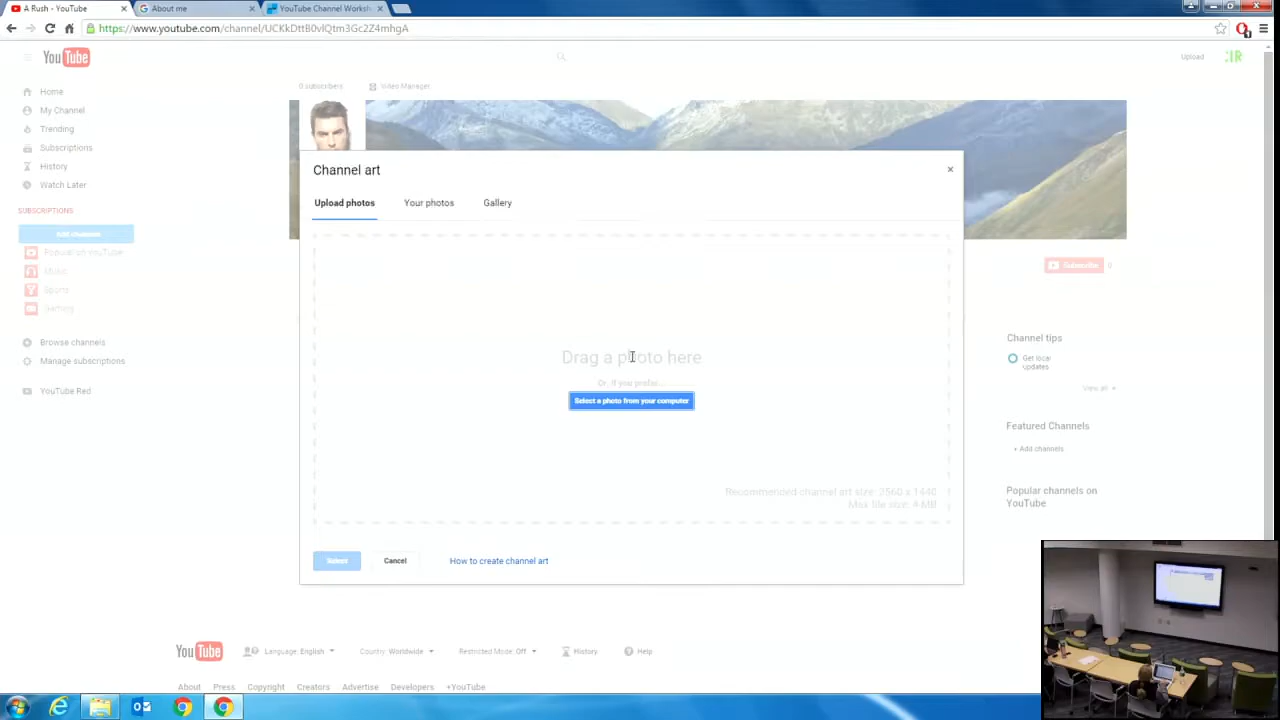 A Rush - YouTube
About me
YouTube Channel Worksh
https://www.youtube.com/channel/UCKkDttB0vlQtm3Gc2Z4mhgA
YouTube
Upload
:IR
0 subscribers
Video Manager
Home
My Channel
Trending
Subscriptions
History
Watch Later
SUBSCRIPTIONS
Add channels
Popular on YouTube
Music
Sports
Gaming
Browse channels
Manage subscriptions
YouTube Red
Channel art
Upload photos
Your photos
Gallery
Drag a photo here
Or, if you prefer...
Select a photo from your computer
Recommended channel art size: 2560 x 1440
Max file size: 4 MB
Select
Cancel
How to create channel art
Subscribe
0
Channel tips
Get local
updates
View all
Featured Channels
+ Add channels
Popular channels on
YouTube
YouTube
Language: English
Country: Worldwide
Restricted Mode: Off
History
Help
About
Press
Copyright
Creators
Advertise
Developers
+YouTube